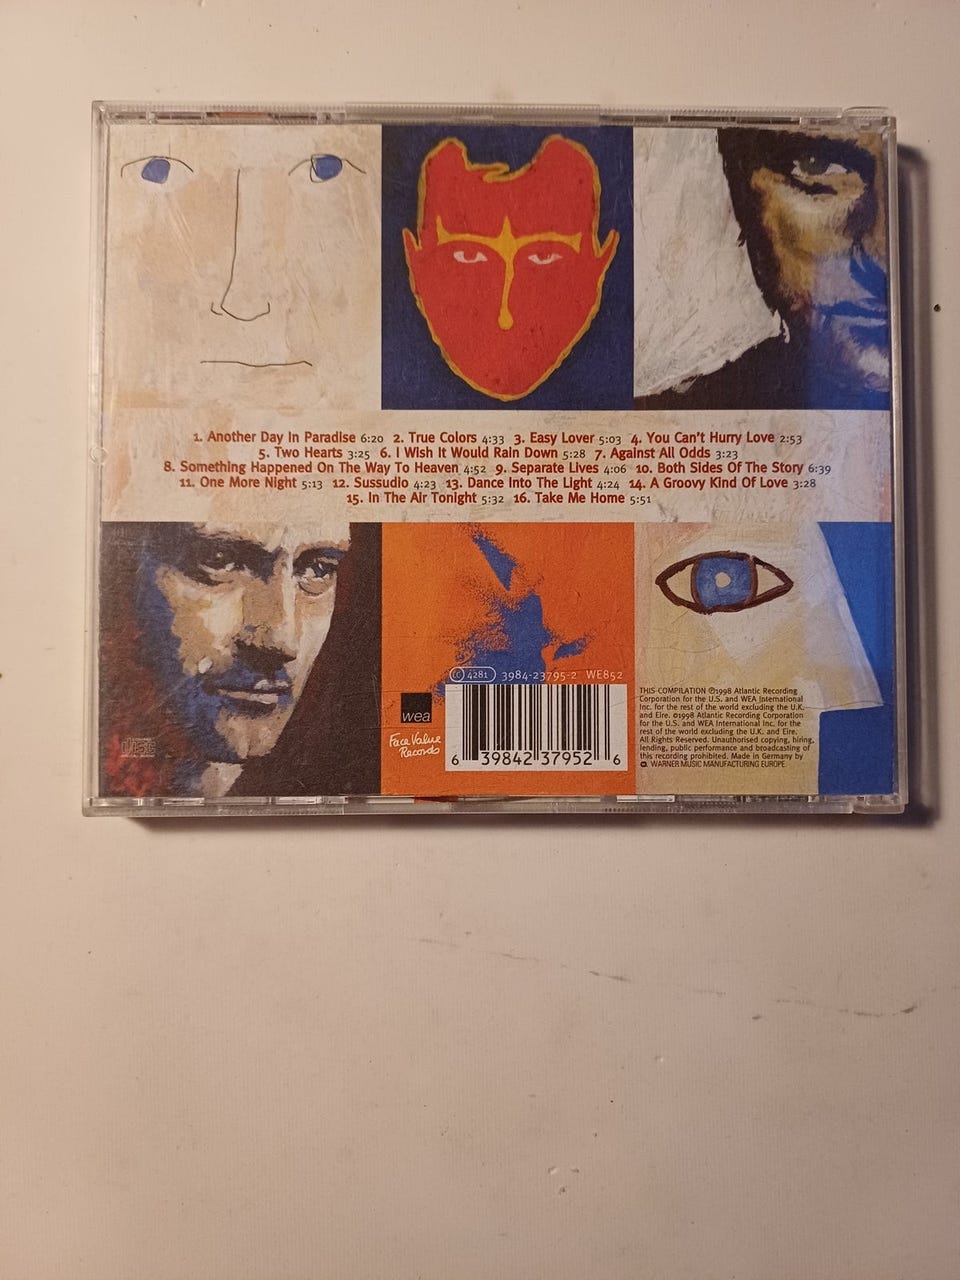 1. Another Day In Paradise 6:20 2. True Colors 4:33 3. Easy Lover 5:03 4. You Can't Hurry Love 2:53
5. Two Hearts 3:25 6. I Wish It Would Rain Down 5:28 7. Against All Odds 3:23
8. Something Happened On The Way To Heaven 4:52 9. Separate Lives 4:06 10. Both Sides Of The Story 6:39
11. One More Night 5:13 12. Sussudio 4:23 13. Dance Into The Light 4:24 14. A Groovy Kind Of Love 3:28
15. In The Air Tonight 5:32 16. Take Me Home 5:51
LC 4281 3984-23795-2 WE852
wea
Face Value
Records
6 39842 37952 6
THIS COMPILATION ℗1998 Atlantic Recording
Corporation for the U.S. and WEA International
Inc. for the rest of the world excluding the U.K.
and Eire. ©1998 Atlantic Recording Corporation
for the U.S. and WEA International Inc. for the
rest of the world excluding the U.K. and Eire.
All Rights Reserved. Unauthorised copying, hiring,
lending, public performance and broadcasting of
this recording prohibited. Made in Germany by
WARNER MUSIC MANUFACTURING EUROPE.